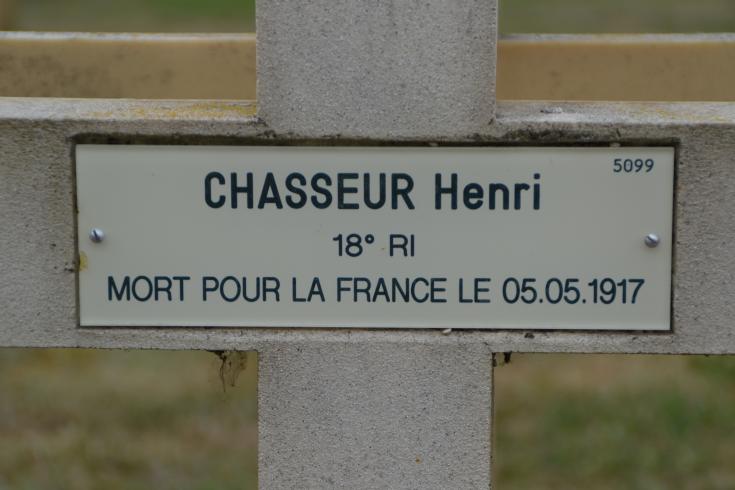 5099
CHASSEUR Henri
18° RI
MORT POUR LA FRANCE LE 05.05.1917